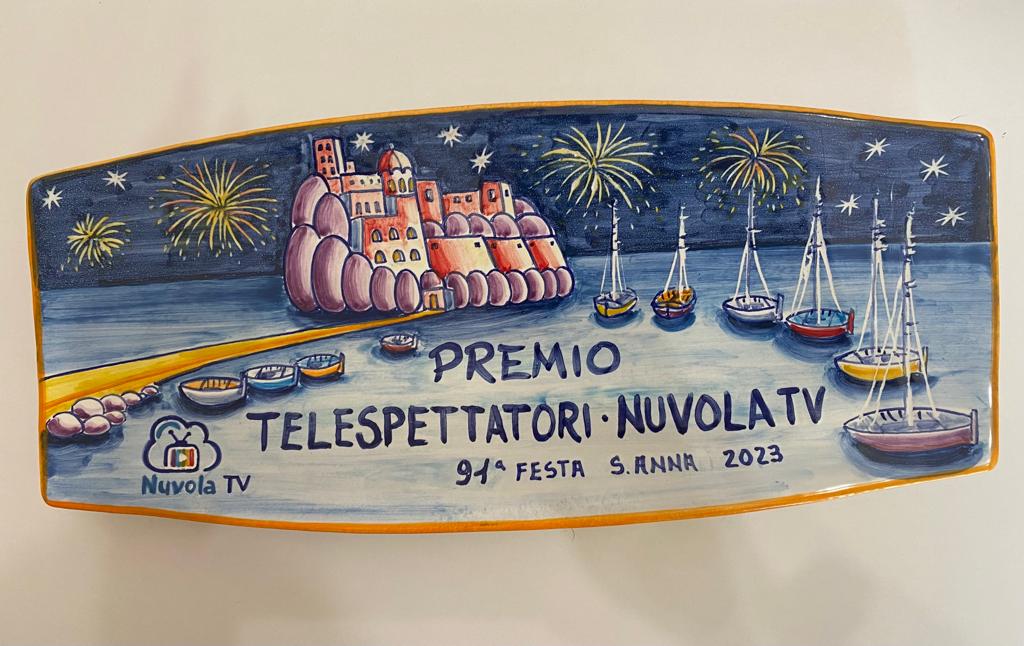 PREMIO
TELESPETTATORI · NUVOLA TV
91ª FESTA S. ANNA 2023
Nuvola TV